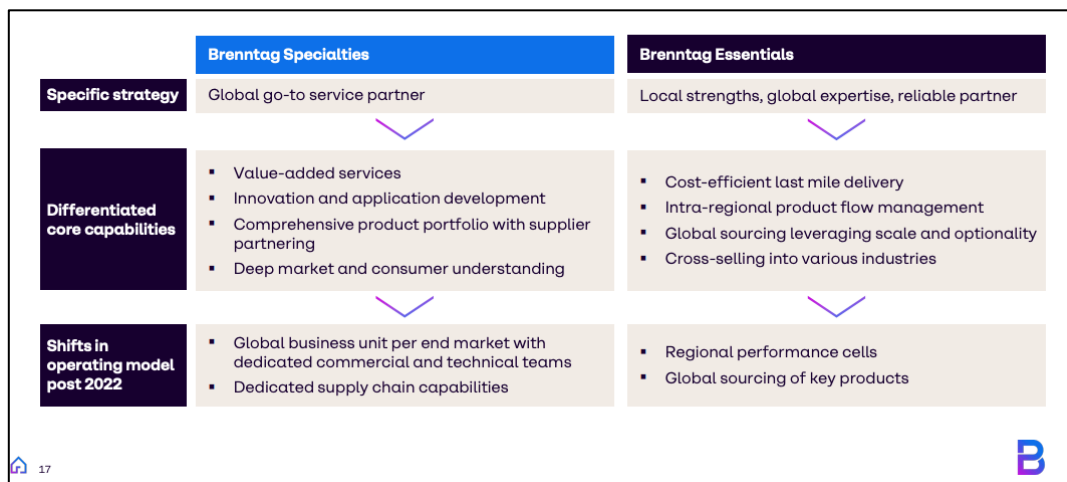 Brenntag Specialties
Brenntag Essentials
Specific strategy
Global go-to service partner
Local strengths, global expertise, reliable partner
Differentiated
core capabilities
▪ Value-added services
▪ Innovation and application development
▪ Comprehensive product portfolio with supplier
partnering
▪ Deep market and consumer understanding
▪ Cost-efficient last mile delivery
▪ Intra-regional product flow management
▪ Global sourcing leveraging scale and optionality
▪ Cross-selling into various industries
Shifts in
operating model
post 2022
▪ Global business unit per end market with
dedicated commercial and technical teams
▪ Dedicated supply chain capabilities
▪ Regional performance cells
▪ Global sourcing of key products
17
B